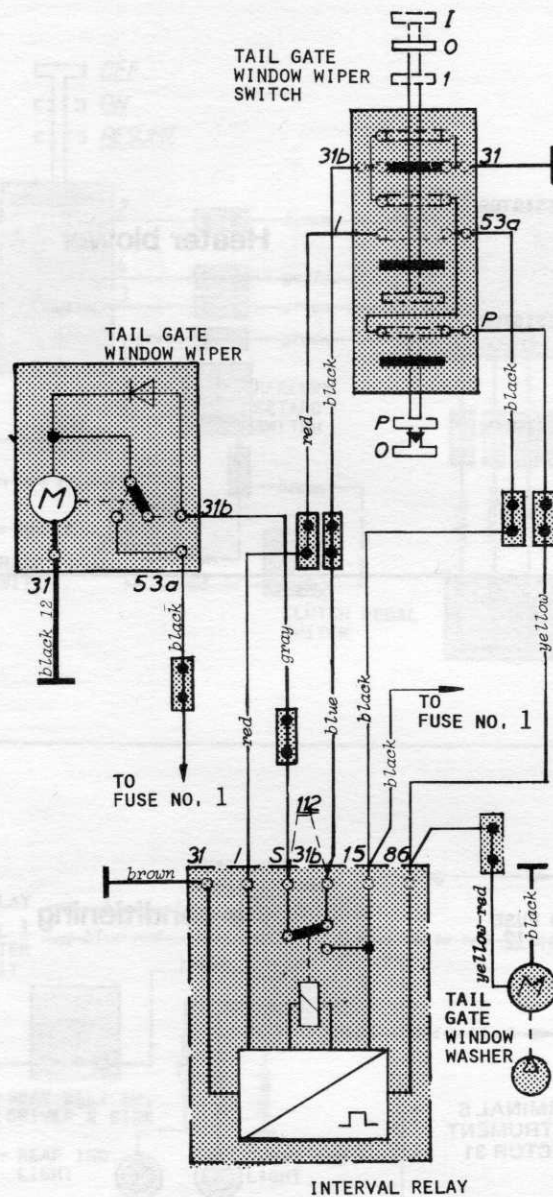 I
O
1
TAIL GATE
WINDOW WIPER
SWITCH
31b
31
I
53a
P
P
O
red
black
black
TAIL GATE
WINDOW WIPER
M
31b
31
53a
black 12
black
gray
yellow
TO
FUSE NO. 1
red
blue
black
black
TO
FUSE NO. 1
112
31
I
S
31b
15
86
brown
yellow-red
black
M
TAIL
GATE
WINDOW
WASHER
INTERVAL RELAY
Heater blower